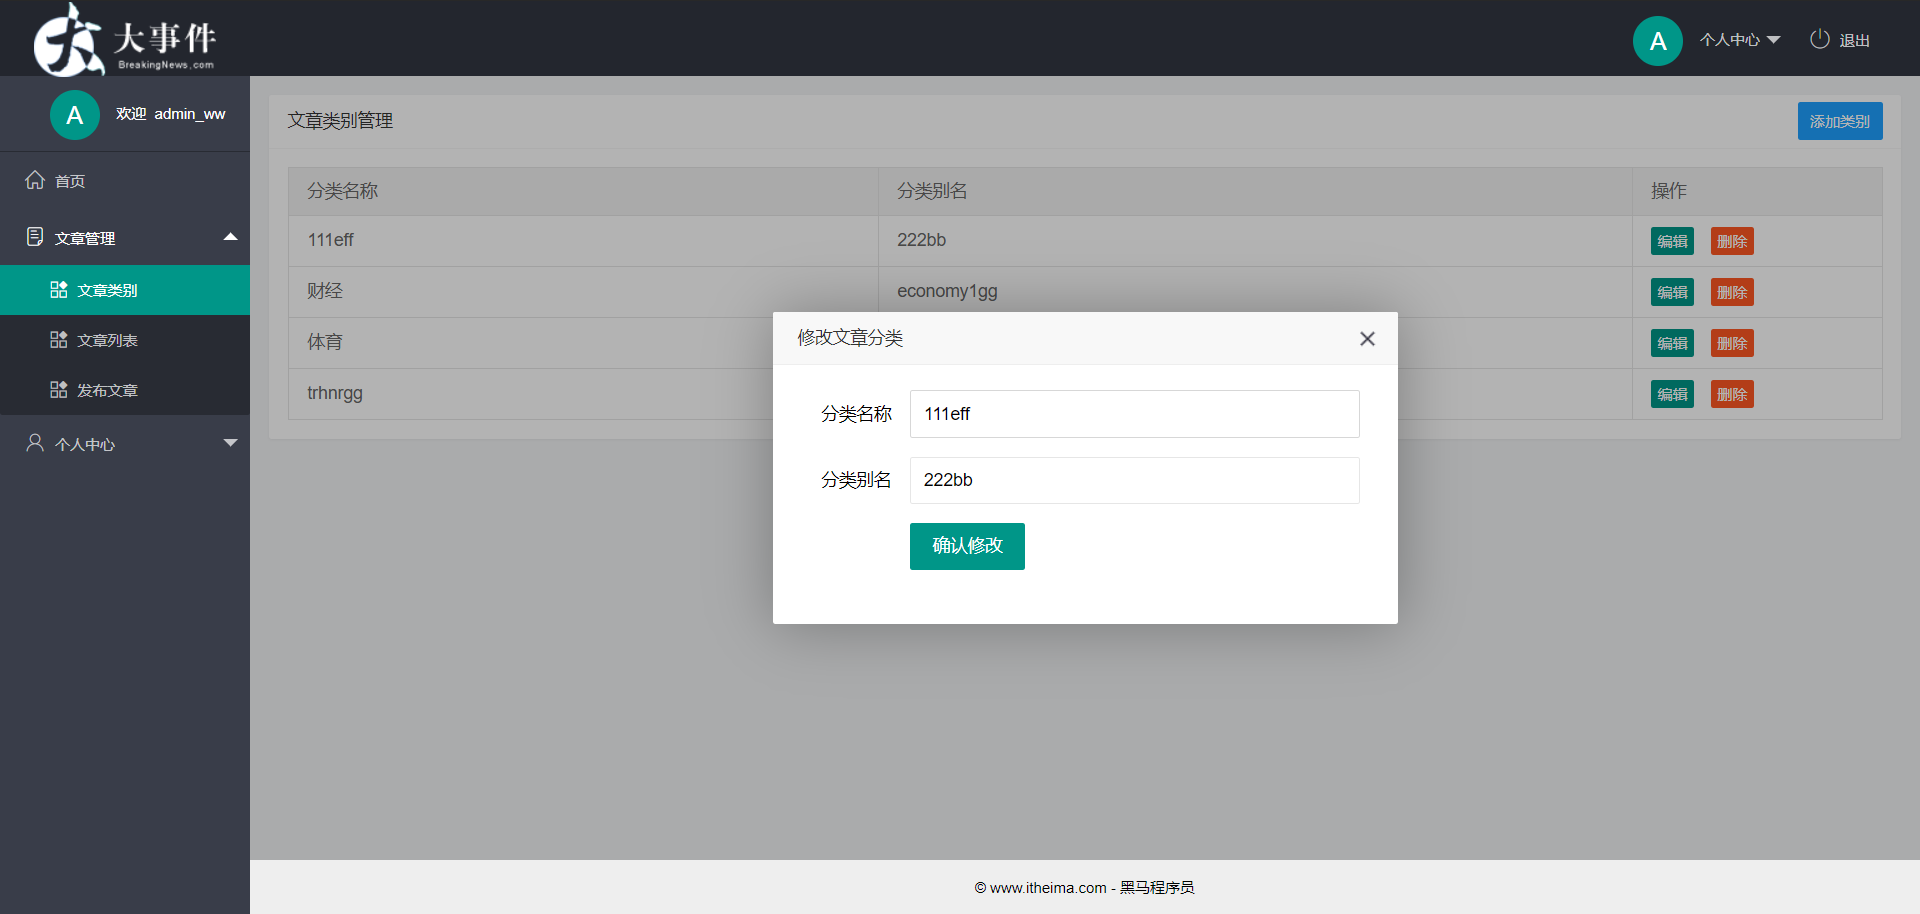 大事件
BreakingNews.com
A 个人中心 退出
A 欢迎 admin_ww
首页
文章管理
文章类别
文章列表
发布文章
个人中心
文章类别管理 添加类别
分类名称 分类别名 操作
111eff 222bb 编辑 删除
财经 economy1gg 编辑 删除
体育 编辑 删除
trhnrgg 编辑 删除
修改文章分类
分类名称 111eff
分类别名 222bb
确认修改
© www.itheima.com - 黑马程序员